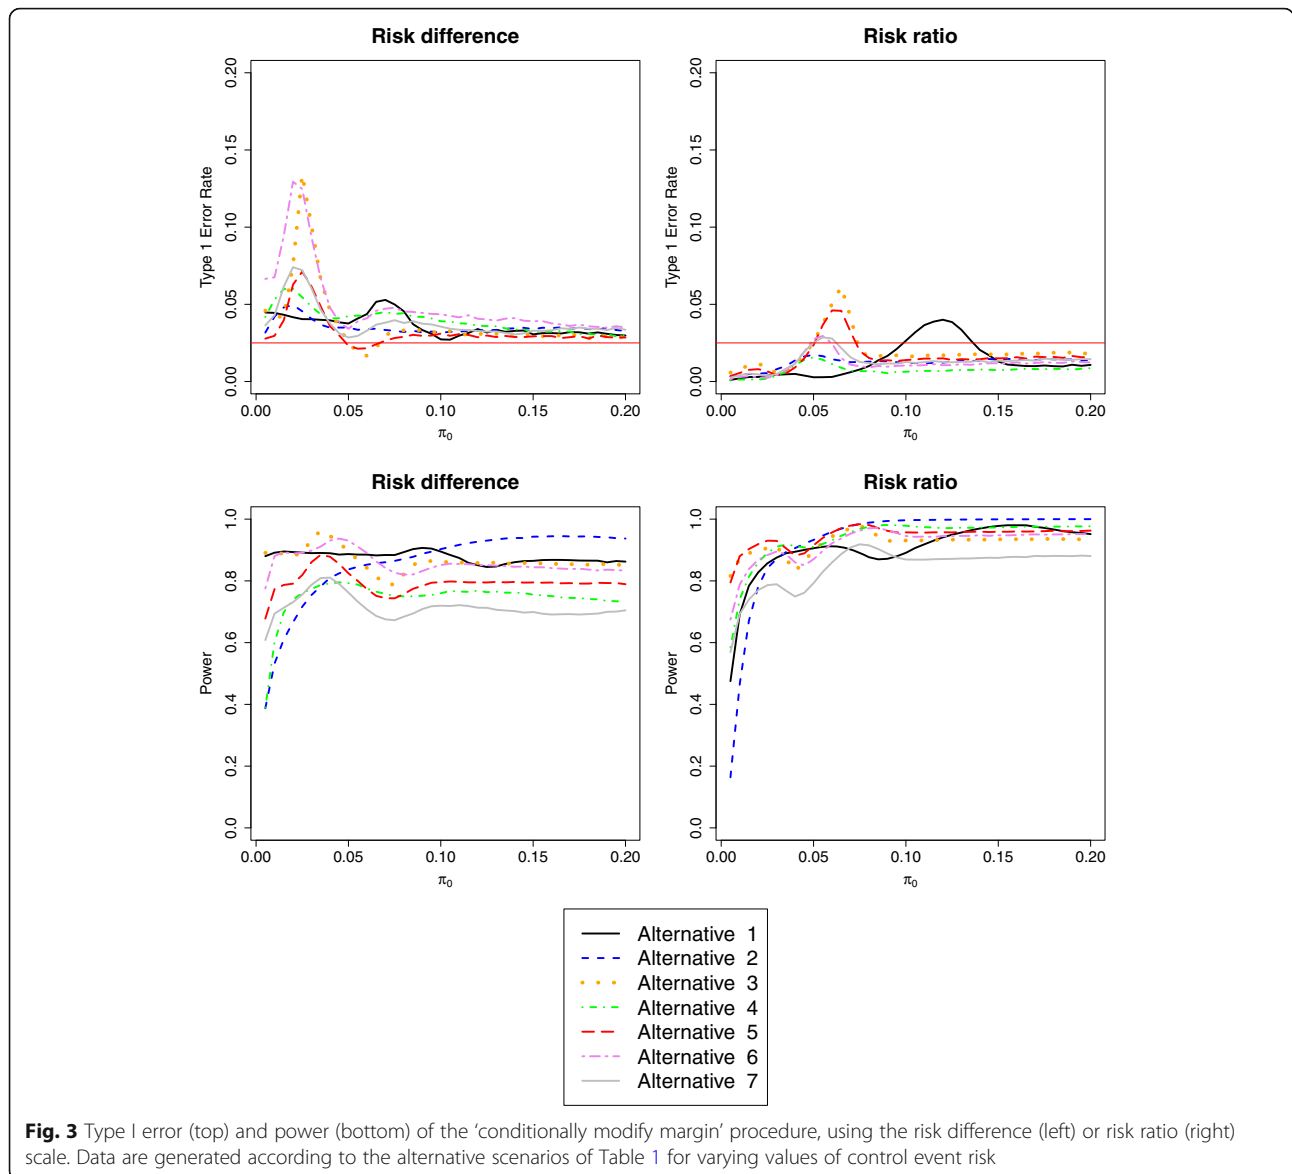 Risk difference
Type 1 Error Rate
0.20
0.15
0.10
0.05
0.00
0.00 0.05 0.10 0.15 0.20
π0
Risk ratio
Type 1 Error Rate
0.20
0.15
0.10
0.05
0.00
0.00 0.05 0.10 0.15 0.20
π0
Risk difference
Power
1.0
0.8
0.6
0.4
0.2
0.0
0.00 0.05 0.10 0.15 0.20
π0
Risk ratio
Power
1.0
0.8
0.6
0.4
0.2
0.0
0.00 0.05 0.10 0.15 0.20
π0
Alternative 1
Alternative 2
Alternative 3
Alternative 4
Alternative 5
Alternative 6
Alternative 7
Fig. 3 Type I error (top) and power (bottom) of the ‘conditionally modify margin’ procedure, using the risk difference (left) or risk ratio (right)
scale. Data are generated according to the alternative scenarios of Table 1 for varying values of control event risk